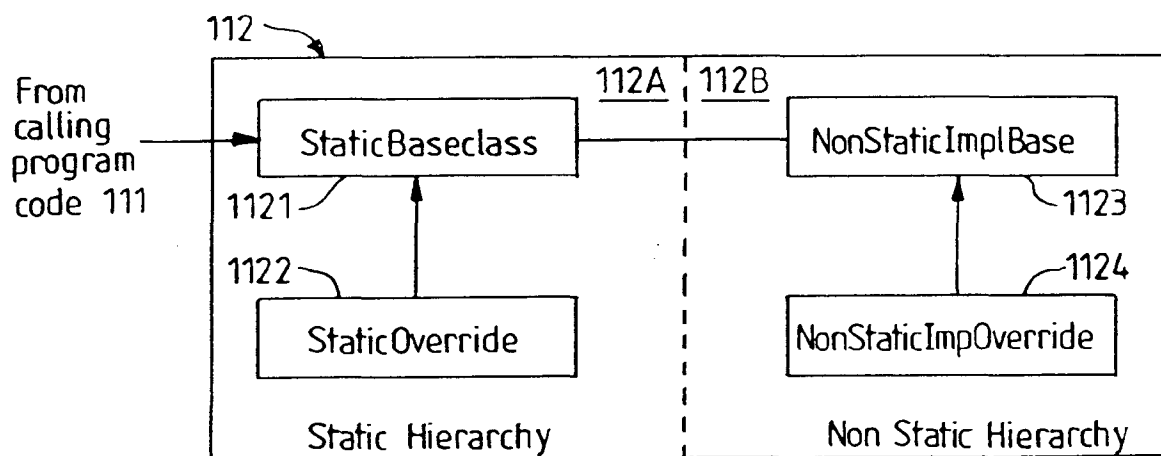 112
From
calling
program
code 111
112A
112B
StaticBaseclass
NonStaticImplBase
1121
1123
1122
1124
StaticOverride
NonStaticImpOverride
Static Hierarchy
Non Static Hierarchy